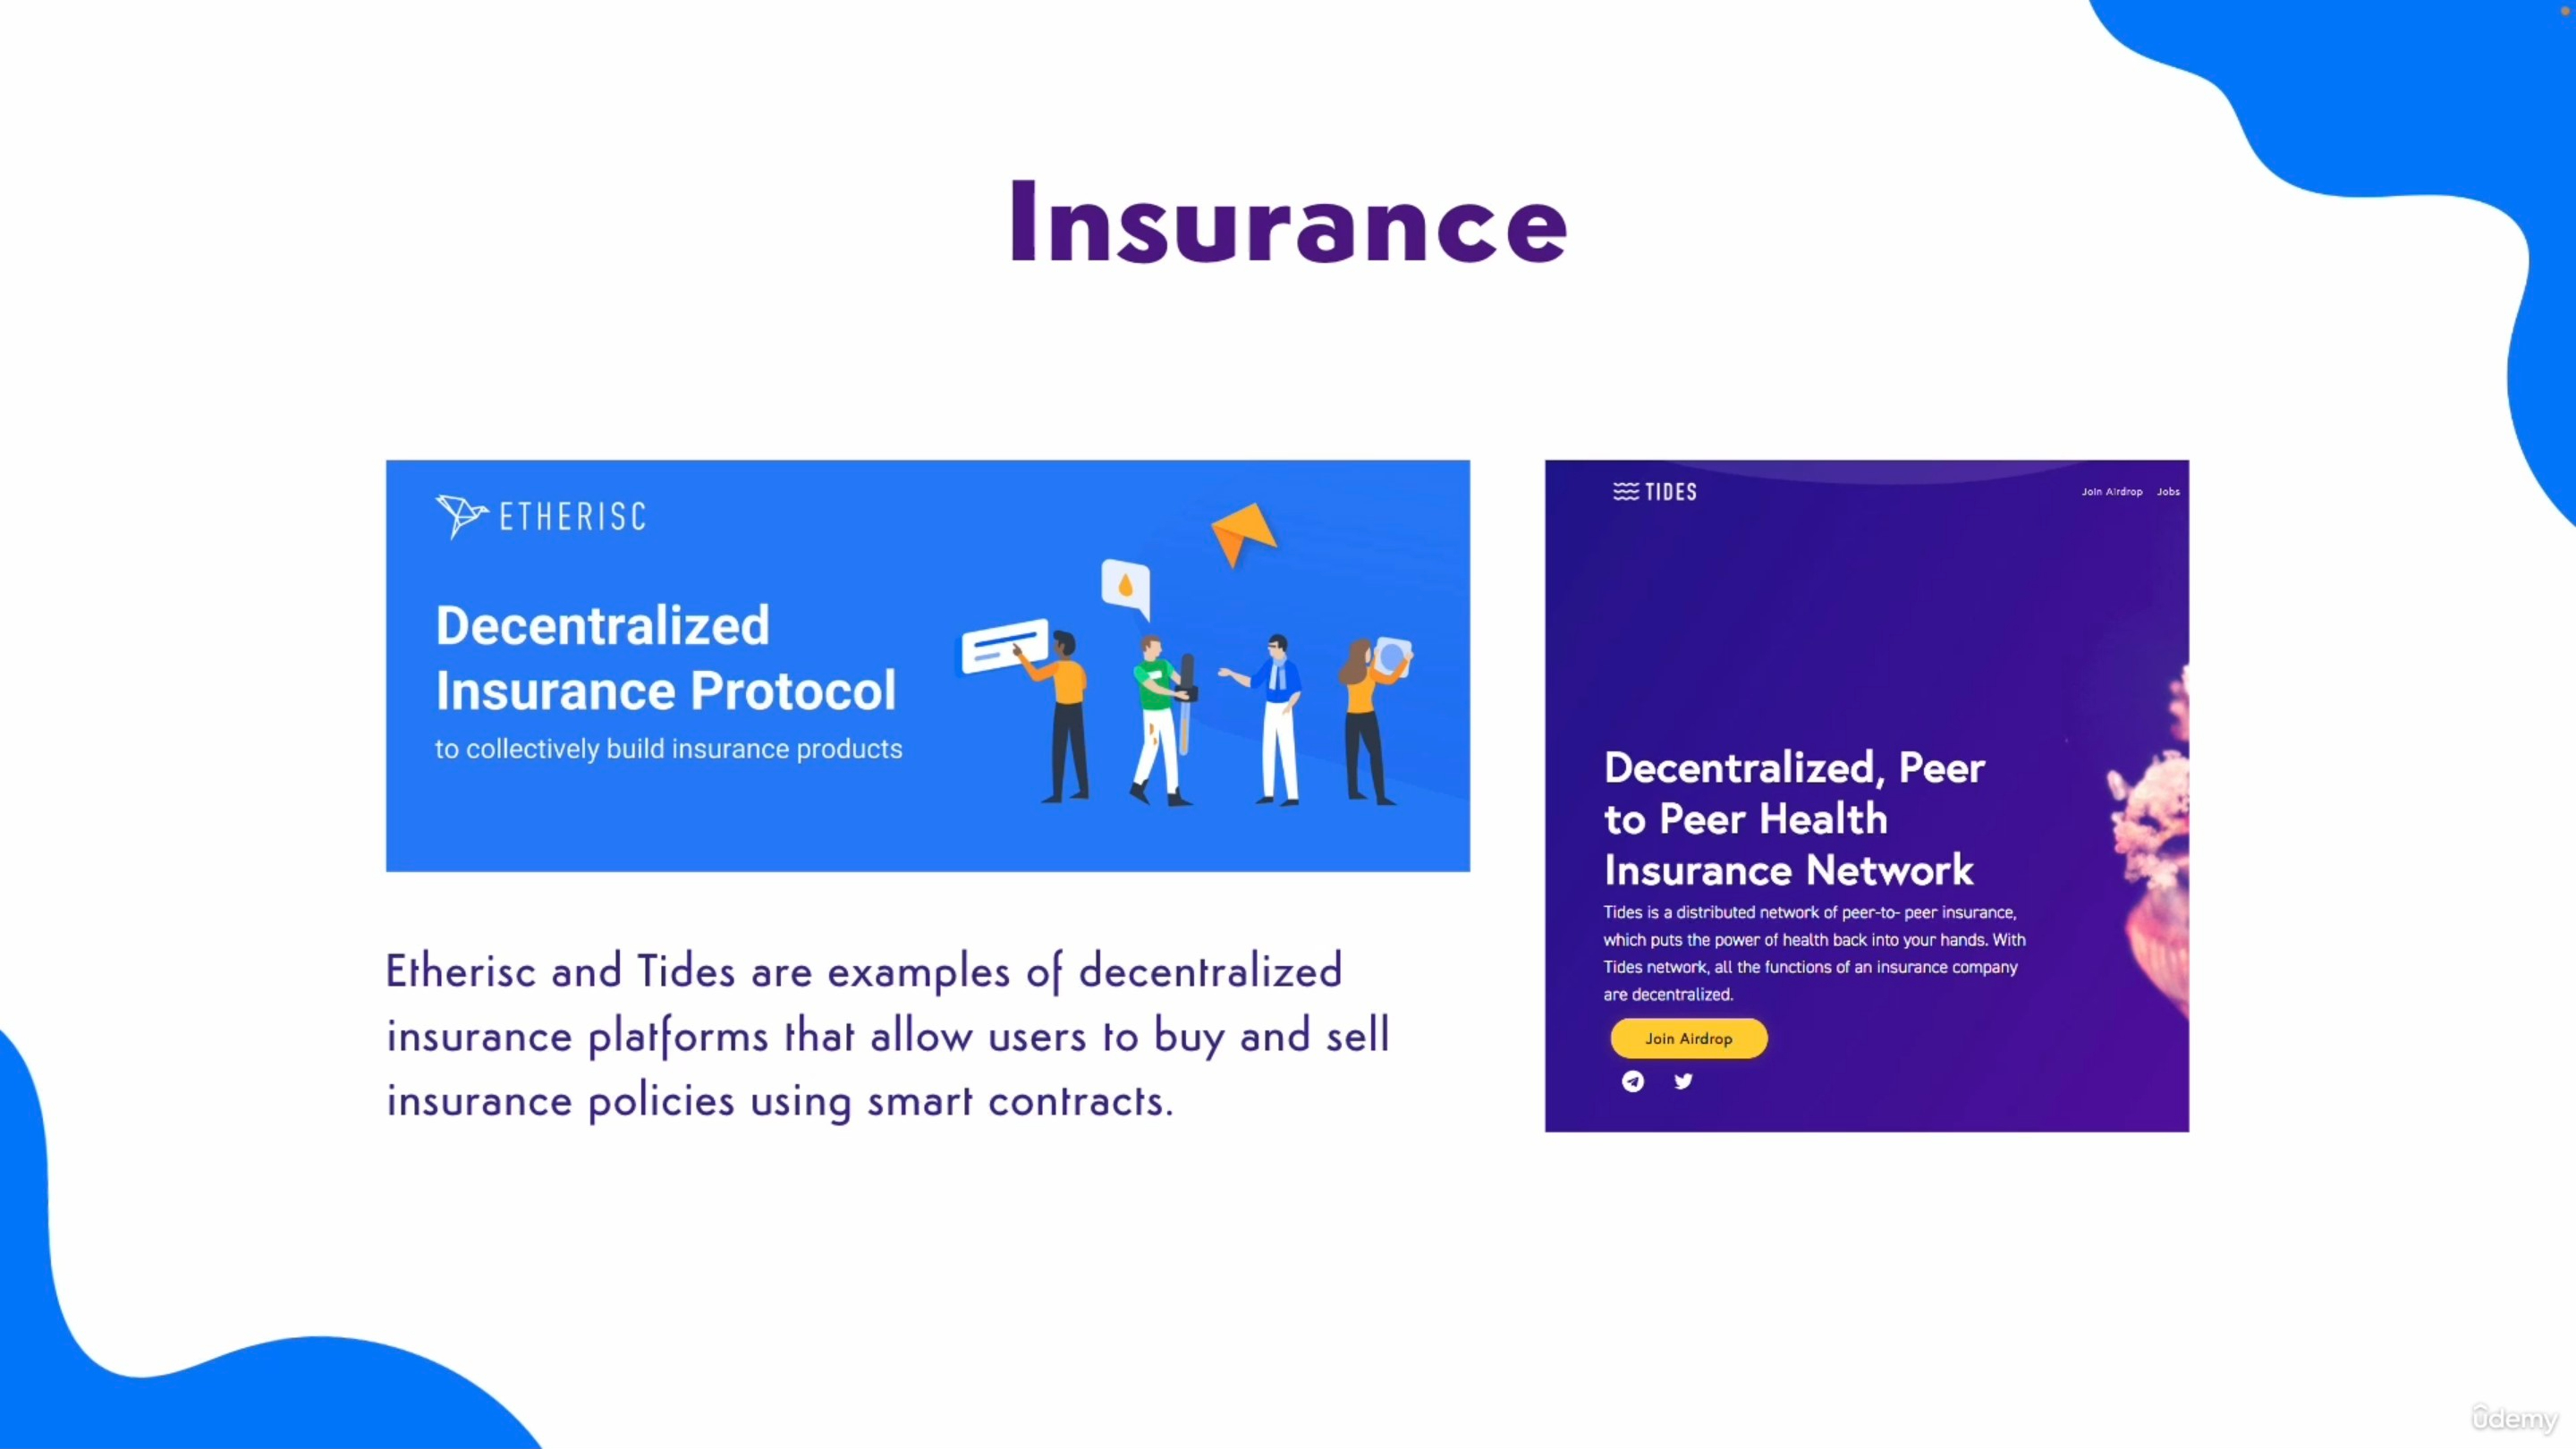 Insurance
ETHERISC
Decentralized
Insurance Protocol
to collectively build insurance products
Etherisc and Tides are examples of decentralized
insurance platforms that allow users to buy and sell
insurance policies using smart contracts.
TIDES
Join Airdrop Jobs
Decentralized, Peer
to Peer Health
Insurance Network
Tides is a distributed network of peer-to- peer insurance,
which puts the power of health back into your hands. With
Tides network, all the functions of an insurance company
are decentralized.
Join Airdrop
ûdemy